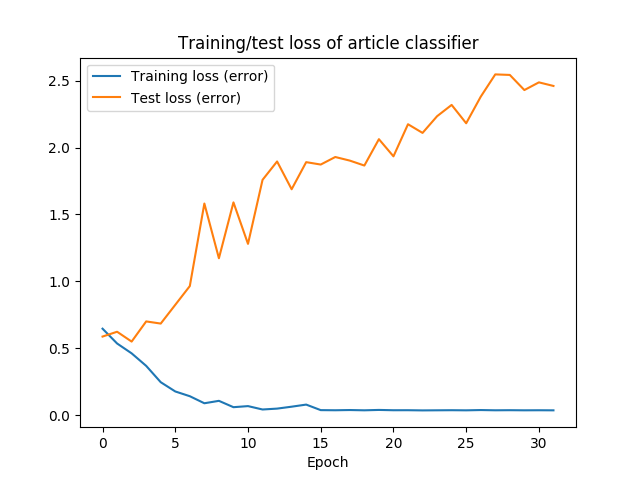 Training/test loss of article classifier
Training loss (error)
Test loss (error)
2.5
2.0
1.5
1.0
0.5
0.0
0 5 10 15 20 25 30
Epoch